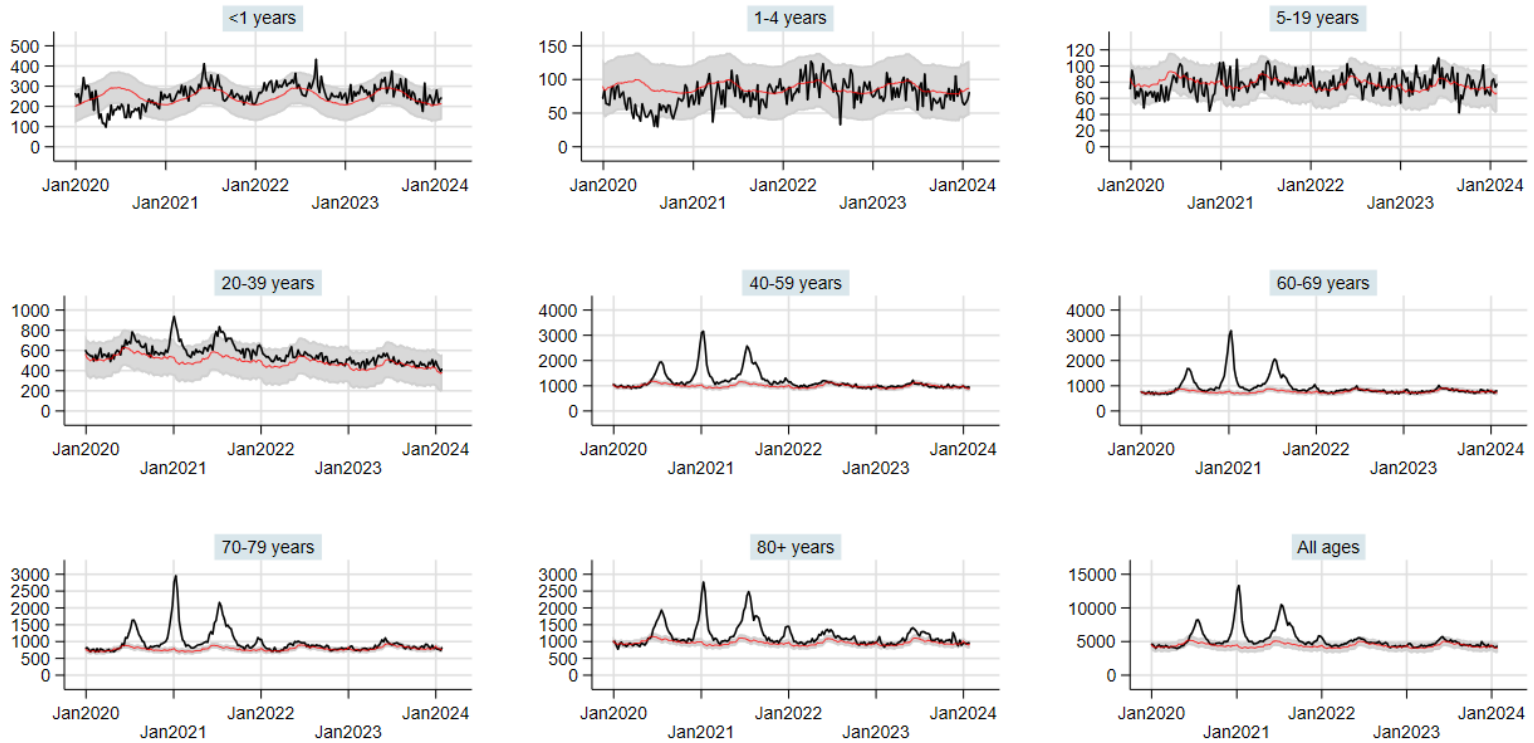 <1 years
500
400
300
200
100
0
Jan2020
Jan2022
Jan2024
Jan2021
Jan2023
1-4 years
150
100
50
0
Jan2020
Jan2022
Jan2024
Jan2021
Jan2023
5-19 years
120
100
80
60
40
20
0
Jan2020
Jan2022
Jan2024
Jan2021
Jan2023
20-39 years
1000
800
600
400
200
0
Jan2020
Jan2022
Jan2024
Jan2021
Jan2023
40-59 years
4000
3000
2000
1000
0
Jan2020
Jan2022
Jan2024
Jan2021
Jan2023
60-69 years
4000
3000
2000
1000
0
Jan2020
Jan2022
Jan2024
Jan2021
Jan2023
70-79 years
3000
2500
2000
1500
1000
500
0
Jan2020
Jan2022
Jan2024
Jan2021
Jan2023
80+ years
3000
2500
2000
1500
1000
500
0
Jan2020
Jan2022
Jan2024
Jan2021
Jan2023
All ages
15000
10000
5000
0
Jan2020
Jan2022
Jan2024
Jan2021
Jan2023